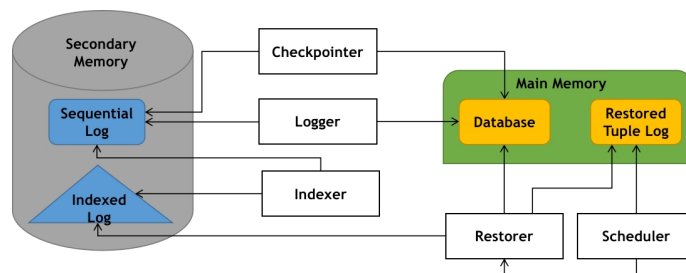 Secondary
Memory
Checkpointer
Main Memory
Sequential
Log
Logger
Database
Restored
Tuple Log
Indexed
Log
Indexer
Restorer
Scheduler